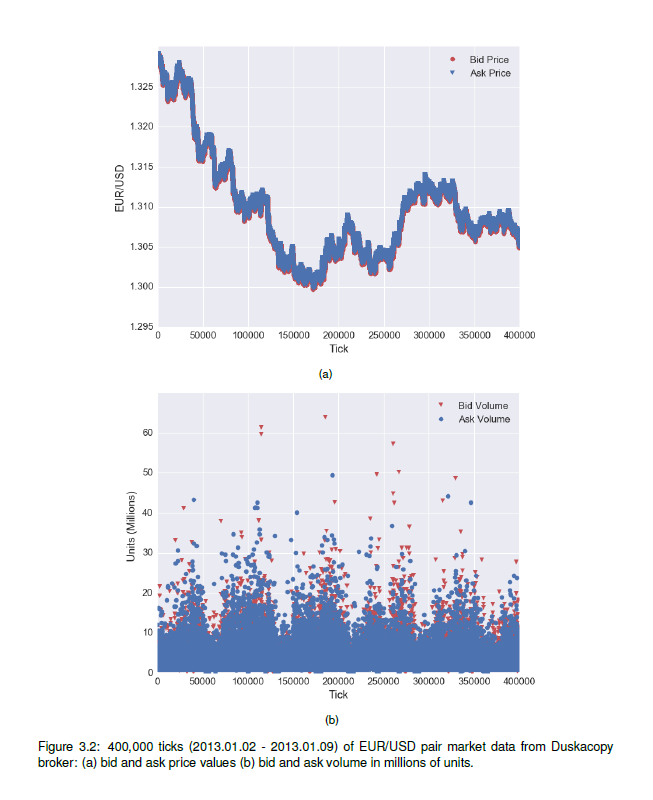 Bid Price
Ask Price
1.325
1.320
1.315
1.310
1.305
1.300
1.295
EUR/USD
0 50000 100000 150000 200000 250000 300000 350000 400000
Tick
(a)
Bid Volume
Ask Volume
60
50
40
30
20
10
0
Units (Millions)
0 50000 100000 150000 200000 250000 300000 350000 400000
Tick
(b)
Figure 3.2: 400,000 ticks (2013.01.02 - 2013.01.09) of EUR/USD pair market data from Duskacopy
broker: (a) bid and ask price values (b) bid and ask volume in millions of units.